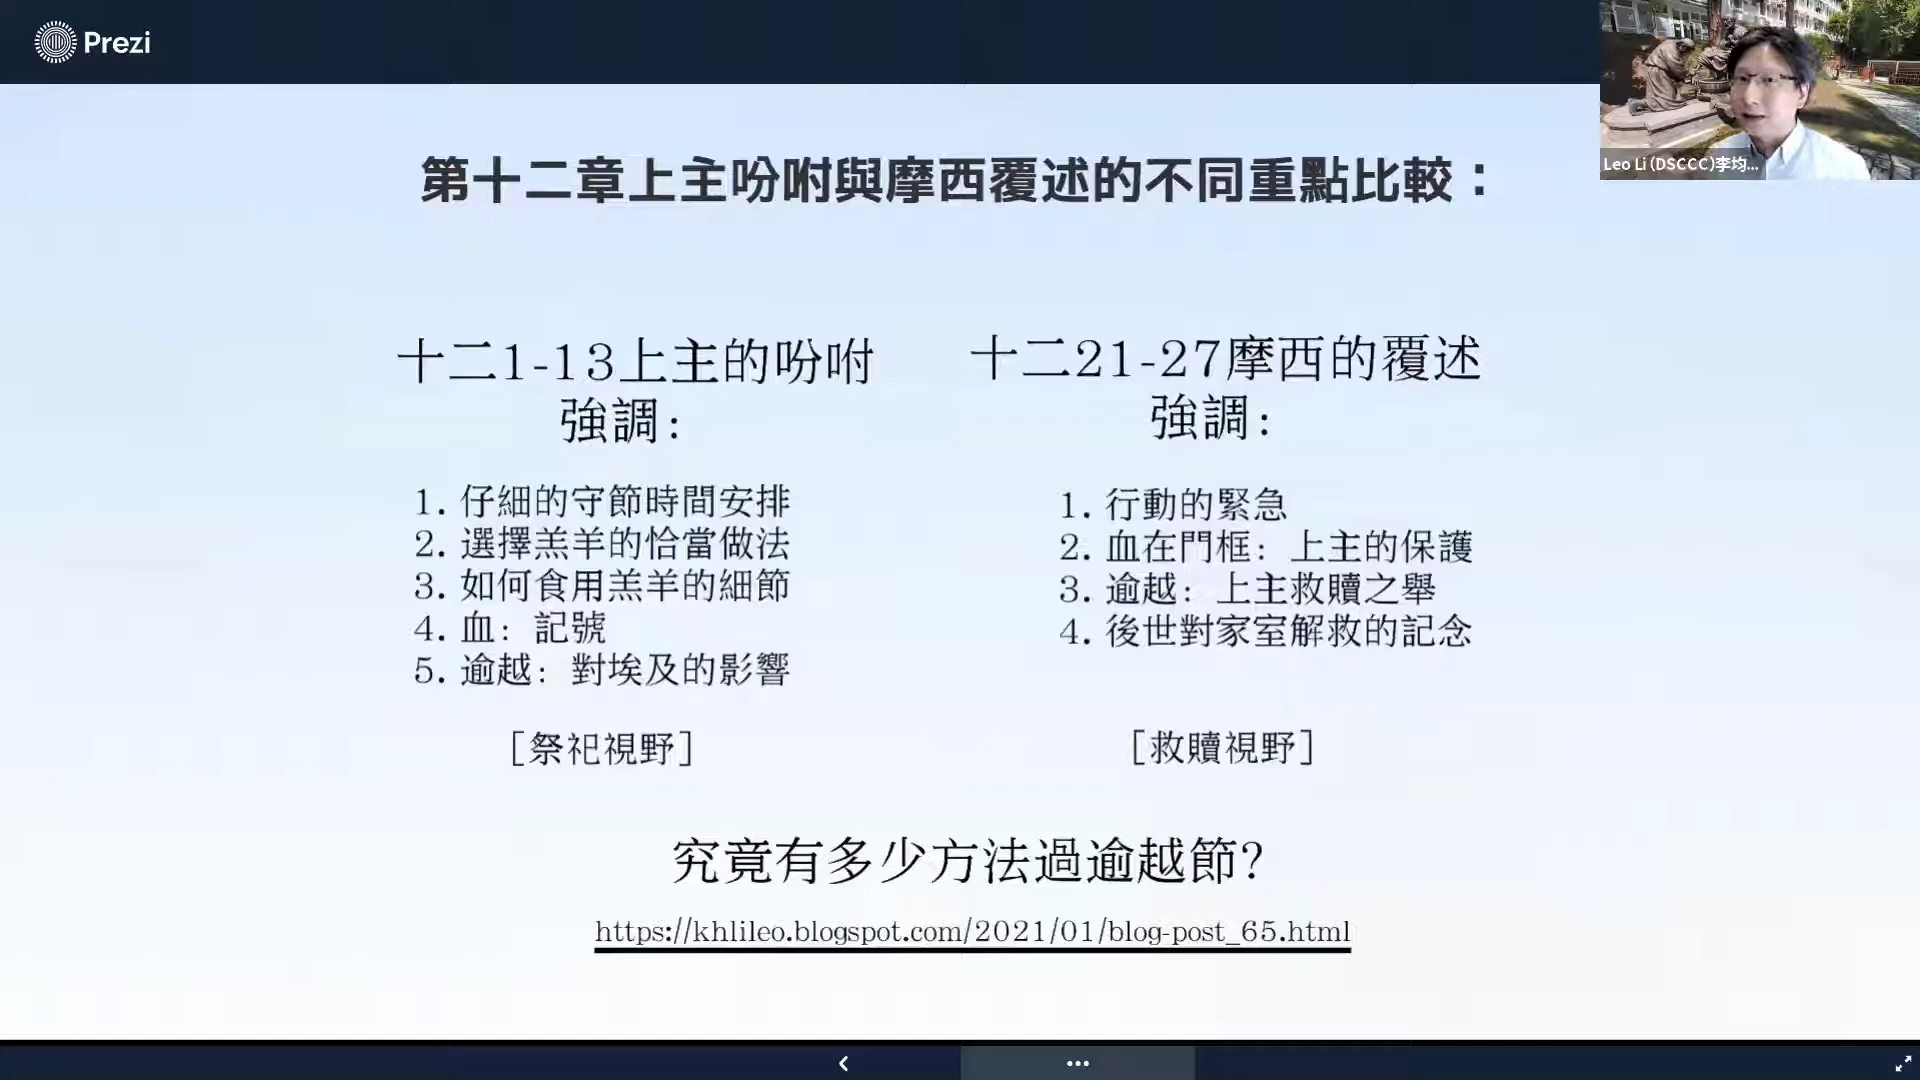 Prezi
Leo Li (DSCCC)李均...
第十二章上主吩咐與摩西覆述的不同重點比較：
十二1-13上主的吩咐
強調:
1. 仔細的守節時間安排
2. 選擇羔羊的恰當做法
3. 如何食用羔羊的細節
4. 血: 記號
5. 逾越: 對埃及的影響
[祭祀視野]
十二21-27摩西的覆述
強調:
1. 行動的緊急
2. 血在門框: 上主的保護
3. 逾越: 上主救贖之舉
4. 後世對家室解救的記念
[救贖視野]
究竟有多少方法過逾越節?
https://khlileo.blogspot.com/2021/01/blog-post_65.html